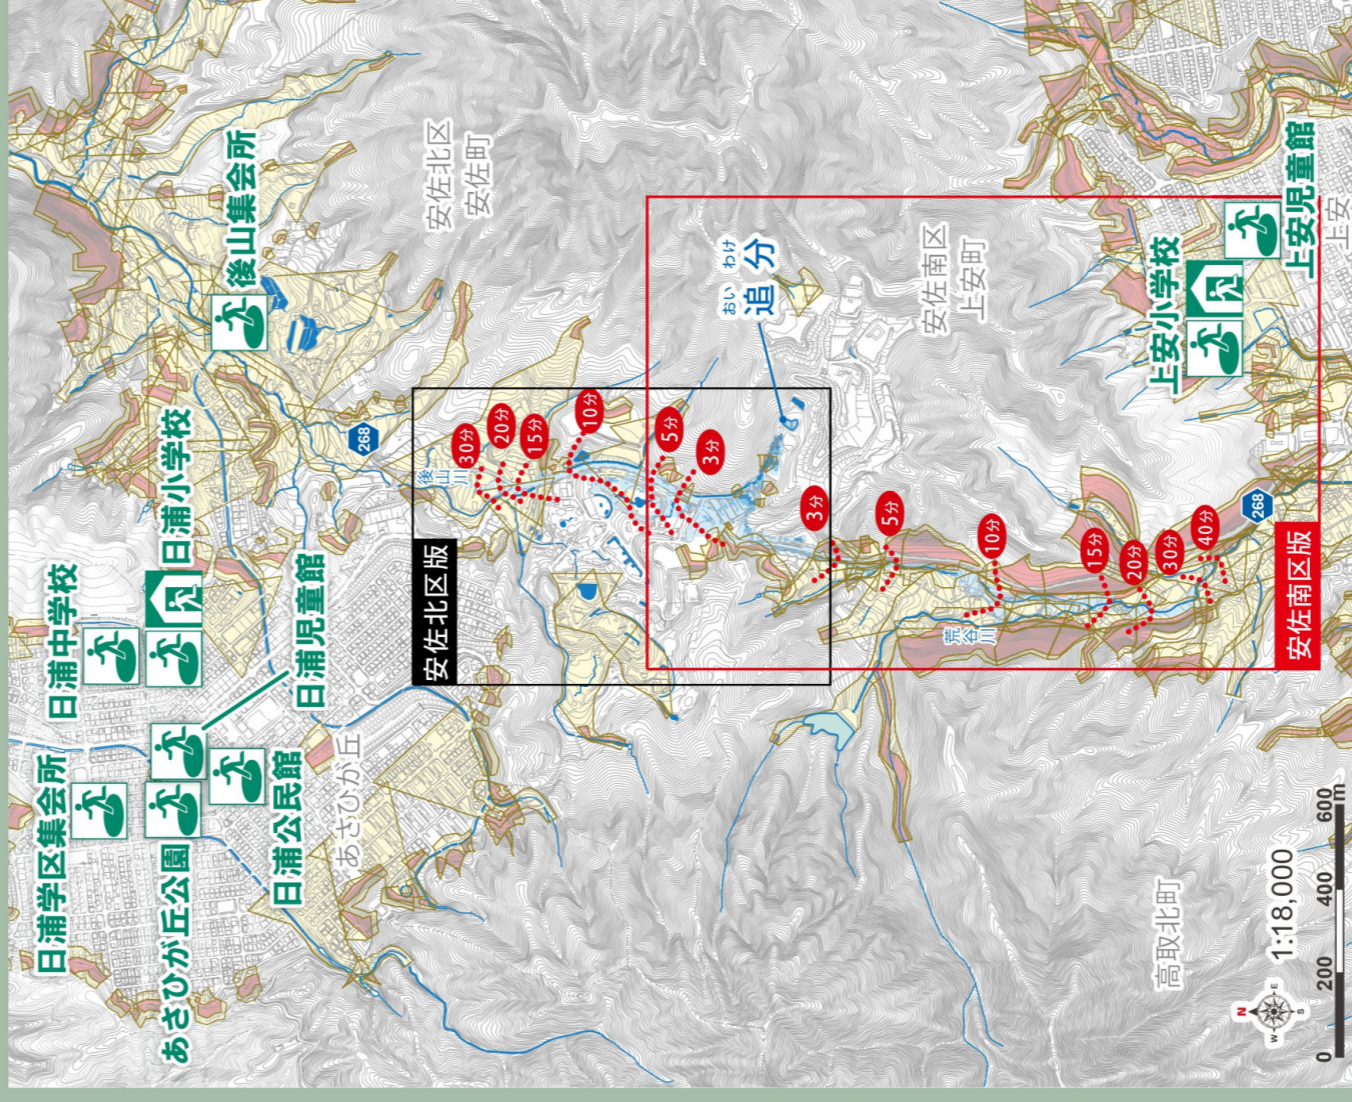 日浦学区集会所
日浦中学校
あさひが丘公園
日浦小学校
後山集会所
日浦公民館
日浦児童館
あさひが丘
268
安佐北区
安佐町
安佐北区版
後山川
30分
20分
15分
10分
5分
3分
おい わけ
追 分
3分
5分
10分
15分
20分
30分
40分
荒谷川
安佐南区
上安町
上安小学校
上安児童館
上安
268
安佐南区版
高取北町
N
W
E
S
1:18,000
0
200
400
600
m